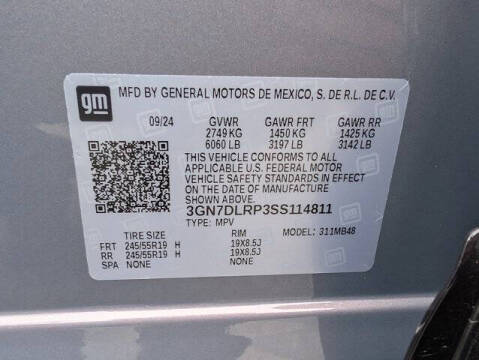 gm
MFD BY GENERAL MOTORS DE MEXICO, S. DE R.L. DE C.V.
09/24 GVWR GAWR FRT GAWR RR
2749 KG 1450 KG 1425 KG
6060 LB 3197 LB 3142 LB
THIS VEHICLE CONFORMS TO ALL
APPLICABLE U.S. FEDERAL MOTOR
VEHICLE SAFETY STANDARDS IN EFFECT
ON THE DATE OF MANUFACTURE
SHOWN ABOVE.
3GN7DLRP3SS114811
TYPE: MPV MODEL: 311MB48
TIRE SIZE RIM
FRT 245/55R19 H 19X8.5J
RR 245/55R19 H 19X8.5J
SPA NONE NONE